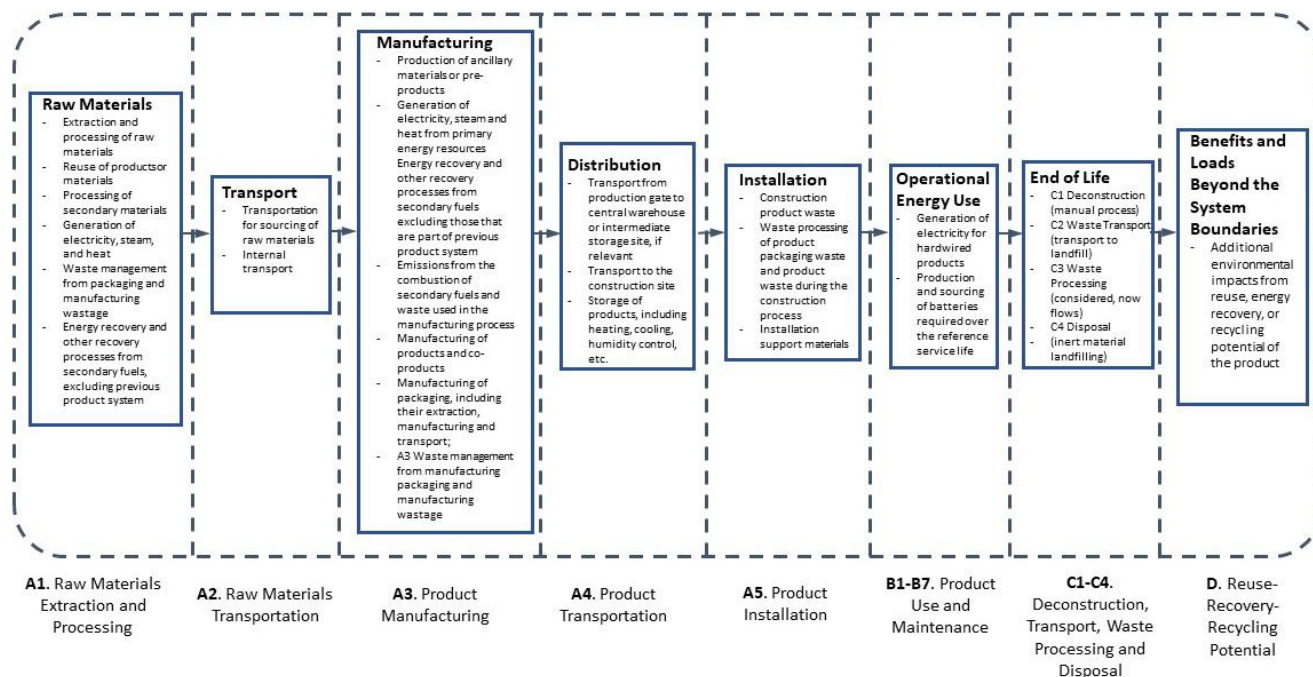 Raw Materials
- Extraction and
processing of raw
materials
- Reuse of productsor
materials
- Processing of
secondary materials
- Generation of
electricity, steam,
and heat
- Waste management
from packaging and
manufacturing
wastage
- Energy recovery and
other recovery
processes from
secondary fuels,
excluding previous
product system
Transport
- Transportation
for sourcing of
raw materials
- Internal
transport
Manufacturing
- Production of ancillary
materials or pre-
products
- Generation of
electricity, steam and
heat from primary
energy resources
Energy recovery and
other recovery
processes from
secondary fuels
excluding those that
are part of previous
product system
- Emissions from the
combustion of
secondary fuels and
waste used in the
manufacturing process
- Manufacturing of
products and co-
products
- Manufacturing of
packaging, including
their extraction,
manufacturing and
transport;
- A3 Waste management
from manufacturing
packaging and
manufacturing
wastage
Distribution
- Transport from
production gate to
central warehouse
or intermediate
storage site, if
relevant
- Transport to the
construction site
- Storage of
products, including
heating, cooling,
humidity control,
etc.
Installation
- Construction
product waste
- Waste processing of
product
packaging waste
and product
waste during the
construction
process
- Installation
support materials
Operational
Energy Use
- Generation of
electricity for
hardwired
products
- Production
and sourcing
of batteries
required over
the reference
service life
End of Life
- C1 Deconstruction
(manual process)
- C2 Waste Transport
(transport to
landfill)
- C3 Waste
Processing
(considered, now
flows)
- C4 Disposal
- (inert material
landfilling)
Benefits and
Loads
Beyond the
System
Boundaries
- Additional
environmental
impacts from
reuse, energy
recovery, or
recycling
potential of
the product
A1. Raw Materials
Extraction and
Processing
A2. Raw Materials
Transportation
A3. Product
Manufacturing
A4. Product
Transportation
A5. Product
Installation
B1-B7. Product
Use and
Maintenance
C1-C4.
Deconstruction,
Transport, Waste
Processing and
Disposal
D. Reuse-
Recovery-
Recycling
Potential